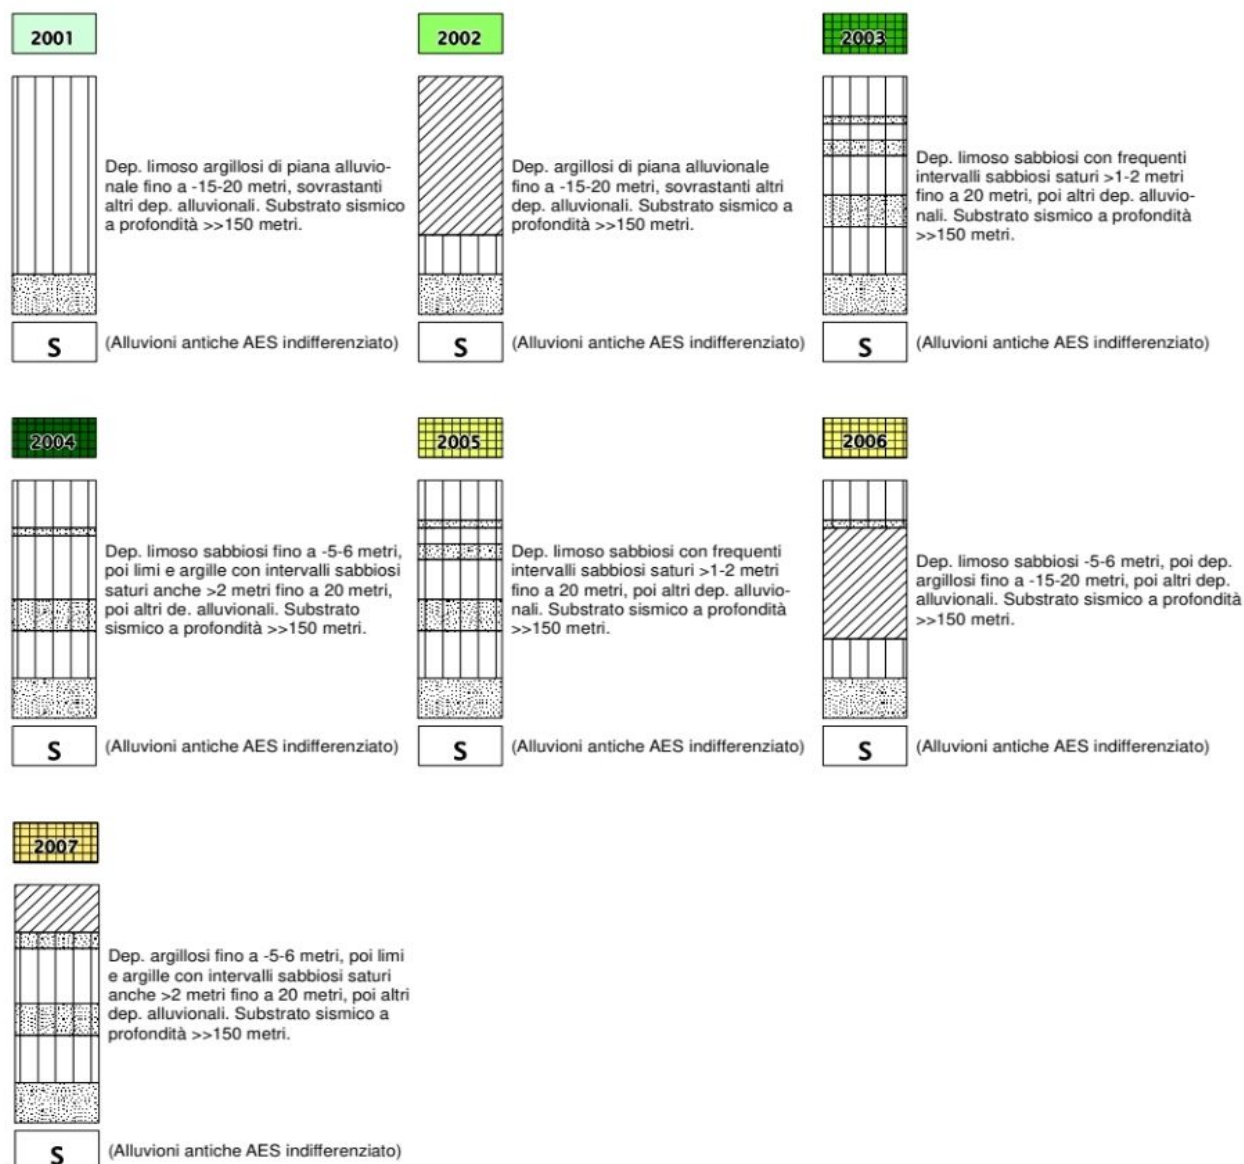 2001
Dep. limoso argillosi di piana alluvio-
nale fino a -15-20 metri, sovrastanti
altri dep. alluvionali. Substrato sismico
a profondità >>150 metri.
S
(Alluvioni antiche AES indifferenziato)
2002
Dep. argillosi di piana alluvionale
fino a -15-20 metri, sovrastanti altri
dep. alluvionali. Substrato sismico a
profondità >>150 metri.
S
(Alluvioni antiche AES indifferenziato)
2003
Dep. limoso sabbiosi con frequenti
intervalli sabbiosi saturi >1-2 metri
fino a 20 metri, poi altri dep. alluvio-
nali. Substrato sismico a profondità
>>150 metri.
S
(Alluvioni antiche AES indifferenziato)
2004
Dep. limoso sabbiosi fino a -5-6 metri,
poi limi e argille con intervalli sabbiosi
saturi anche >2 metri fino a 20 metri,
poi altri de. alluvionali. Substrato
sismico a profondità >>150 metri.
S
(Alluvioni antiche AES indifferenziato)
2005
Dep. limoso sabbiosi con frequenti
intervalli sabbiosi saturi >1-2 metri
fino a 20 metri, poi altri dep. alluvio-
nali. Substrato sismico a profondità
>>150 metri.
S
(Alluvioni antiche AES indifferenziato)
2006
Dep. limoso sabbiosi -5-6 metri, poi dep.
argillosi fino a -15-20 metri, poi altri dep.
alluvionali. Substrato sismico a profondità
>>150 metri.
S
(Alluvioni antiche AES indifferenziato)
2007
Dep. argillosi fino a -5-6 metri, poi limi
e argille con intervalli sabbiosi saturi
anche >2 metri fino a 20 metri, poi altri
dep. alluvionali. Substrato sismico a
profondità >>150 metri.
S
(Alluvioni antiche AES indifferenziato)